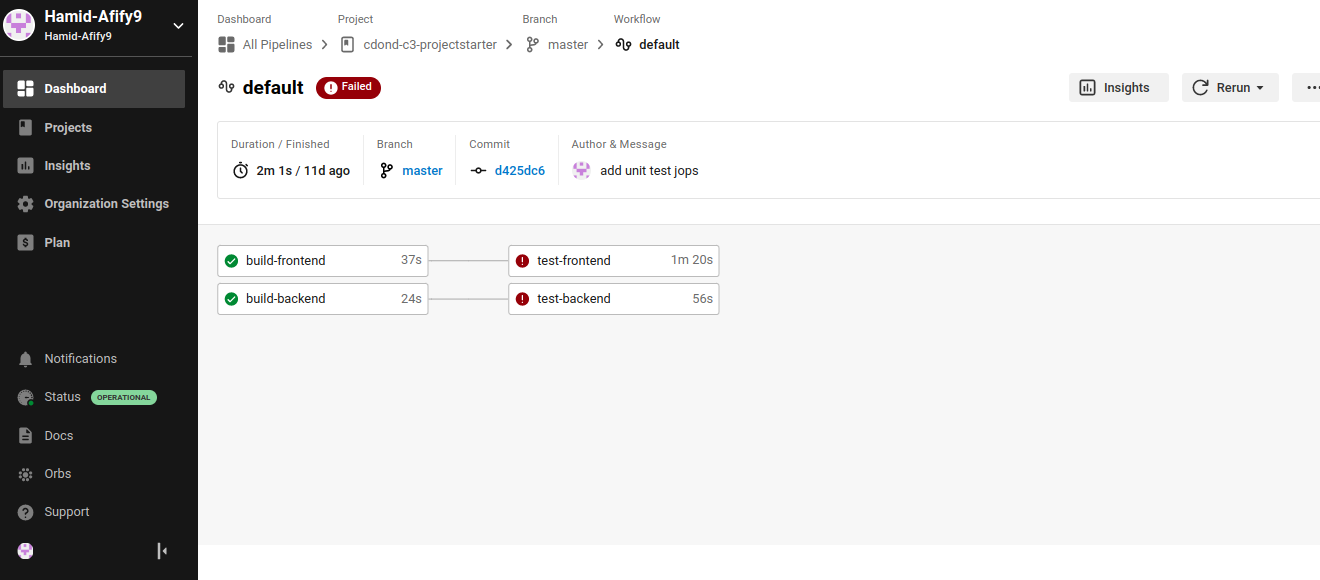 Hamid-Afify9
Hamid-Afify9
Dashboard
Projects
Insights
Organization Settings
Plan
Notifications
Status OPERATIONAL
Docs
Orbs
Support
Dashboard Project Branch Workflow
All Pipelines cdond-c3-projectstarter master default
default Failed
Insights Rerun
Duration / Finished Branch Commit Author & Message
2m 1s / 11d ago master d425dc6 add unit test jops
build-frontend 37s test-frontend 1m 20s
build-backend 24s test-backend 56s